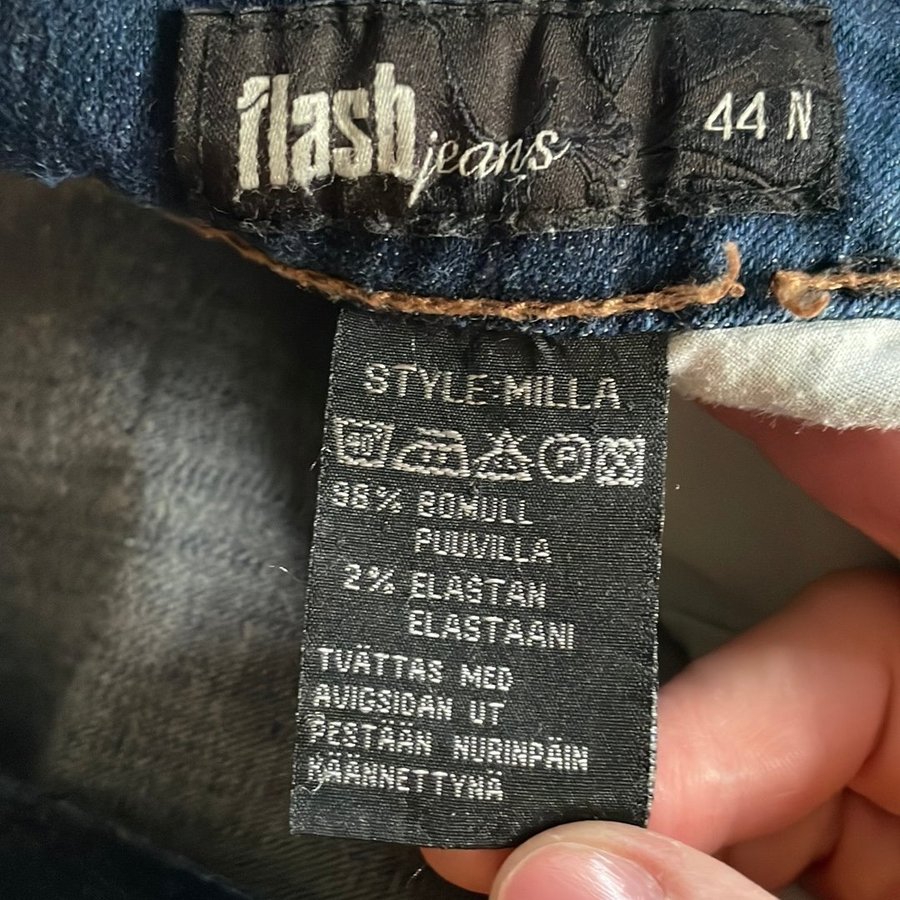 flash jeans
44 N
STYLE:MILLA
98% BOMULL
PUUVILLA
2% ELASTAN
ELASTAANI
TVÄTTAS MED
AVIGSIDAN UT
PESTÄÄN NURINPÄIN
KÄÄNNETTYNÄ